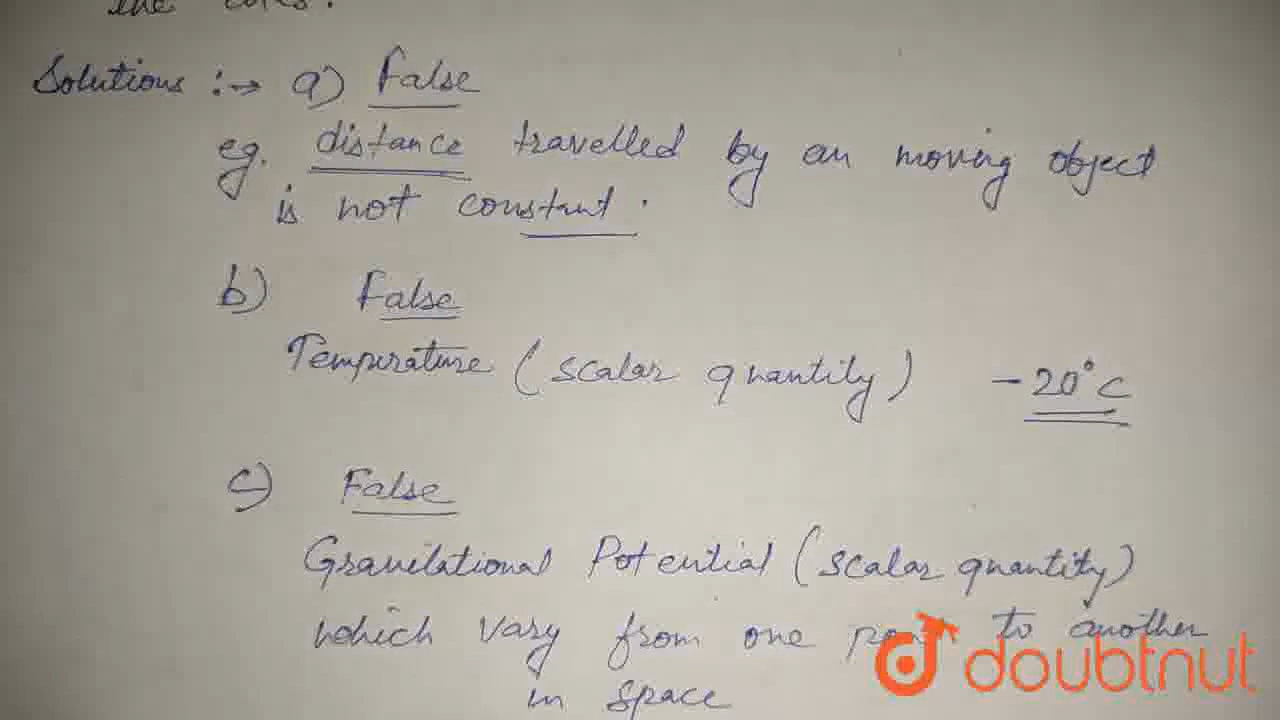 the
Solutions :→ a) False
eg. distance travelled by an moving object
is not constant.
b) False
Temperature (scalar quantity) -20°C
c) False
Gravitational Potential (scalar quantity)
which vary from one to another
in space
doubtnut